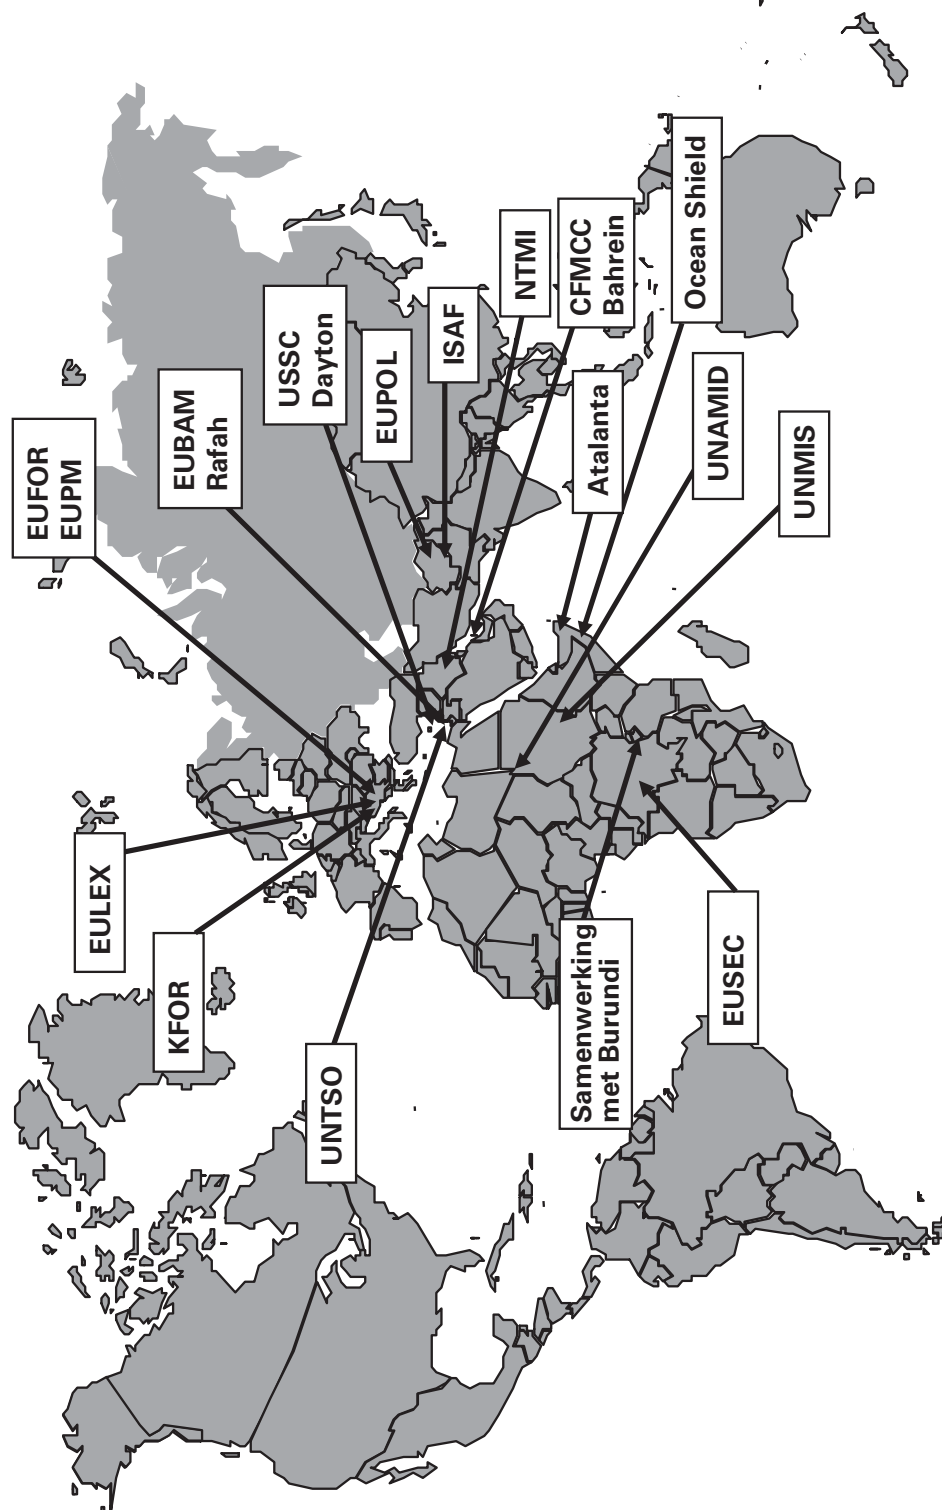 EUFOR
EUPM
EUBAM
Rafah
USSC
Dayton
EUPOL
ISAF
NTMI
CFMCC
Bahrein
Ocean Shield
Atalanta
UNAMID
UNMIS
EULEX
KFOR
UNTSO
Samenwerking
met Burundi
EUSEC